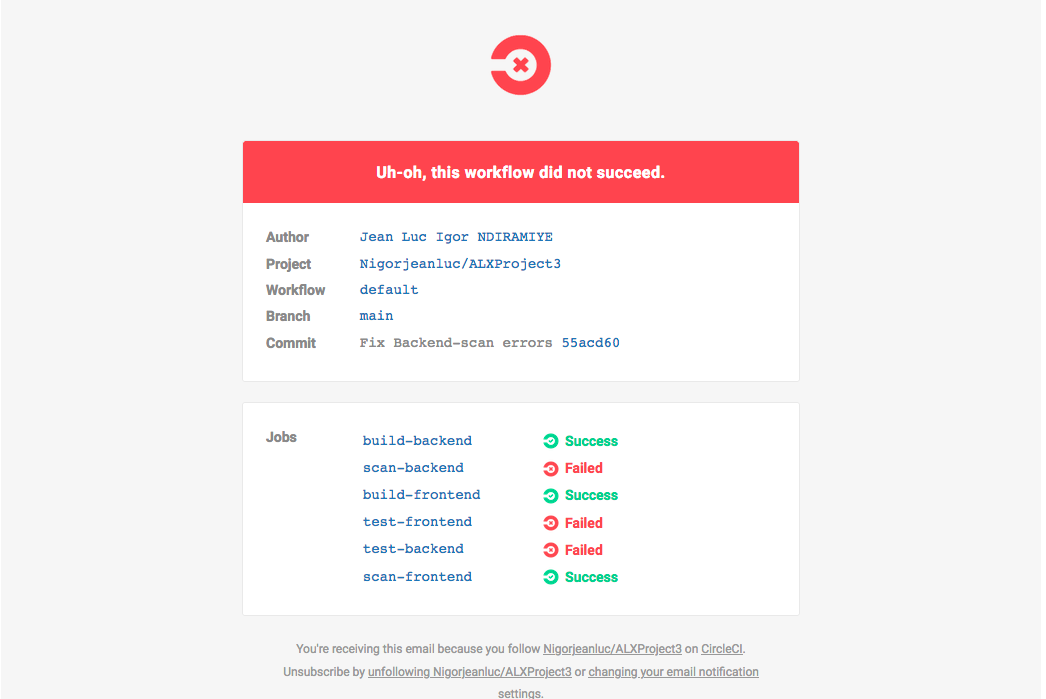 Uh-oh, this workflow did not succeed.
Author Jean Luc Igor NDIRAMIYE
Project Nigorjeanluc/ALXProject3
Workflow default
Branch main
Commit Fix Backend-scan errors 55acd60
Jobs build-backend Success
scan-backend Failed
build-frontend Success
test-frontend Failed
test-backend Failed
scan-frontend Success
You're receiving this email because you follow Nigorjeanluc/ALXProject3 on CircleCI.
Unsubscribe by unfollowing Nigorjeanluc/ALXProject3 or changing your email notification
settings.